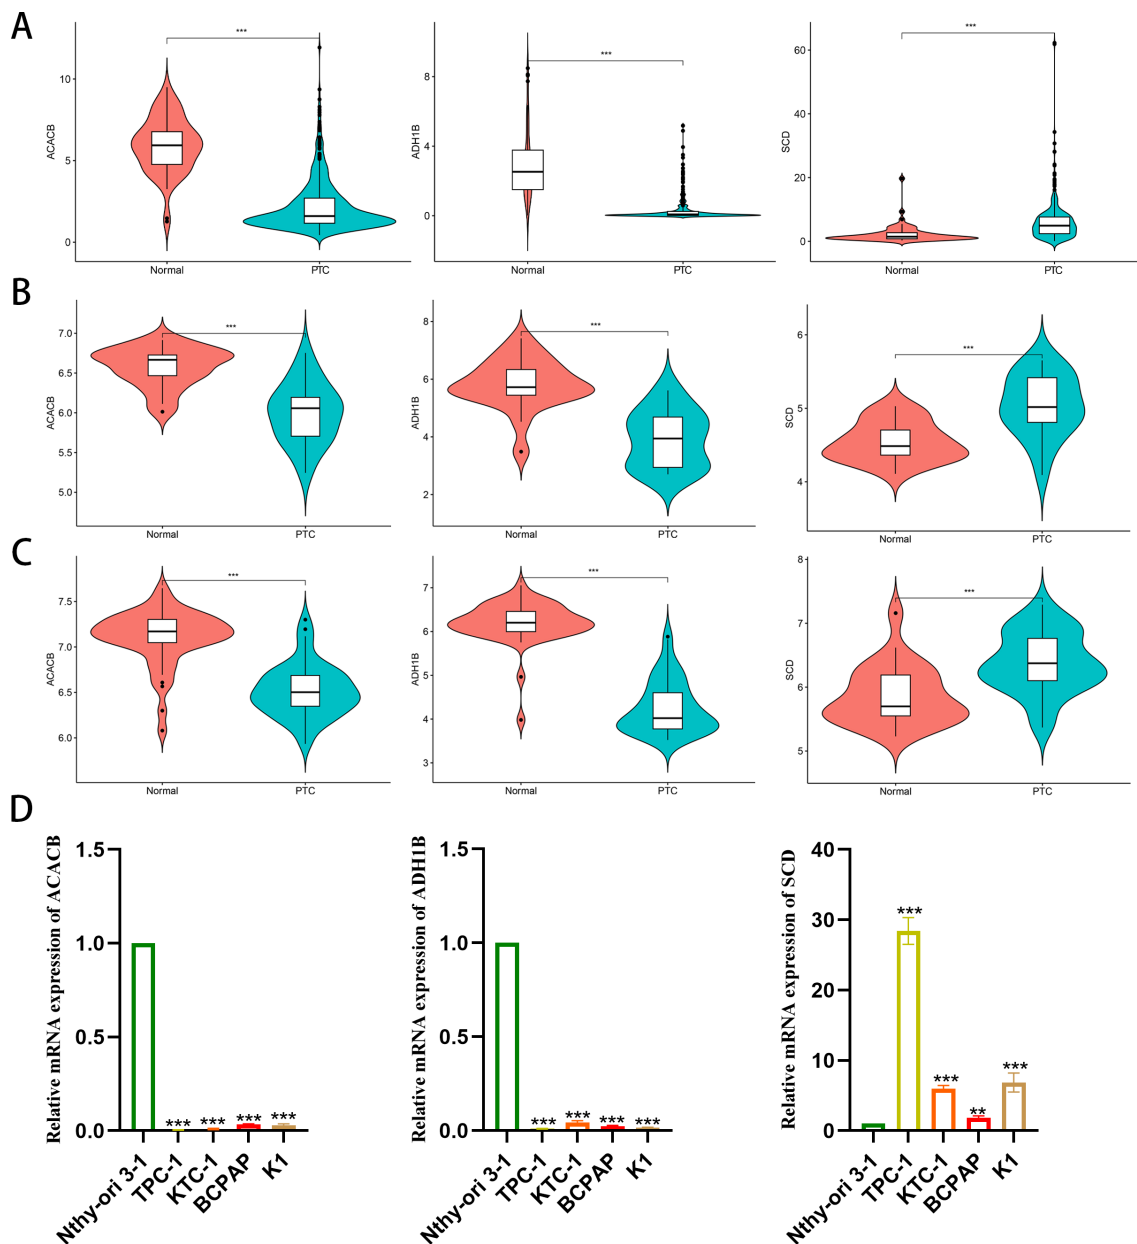 A
ACACB
10
5
0
***
Normal
PTC
ADH1B
8
4
0
***
Normal
PTC
SCD
60
40
20
0
***
Normal
PTC
B
ACACB
7.0
6.5
6.0
5.5
5.0
***
Normal
PTC
ADH1B
8
6
4
2
***
Normal
PTC
SCD
6
5
4
***
Normal
PTC
C
ACACB
7.5
7.0
6.5
6.0
***
Normal
PTC
ADH1B
7
6
5
4
3
***
Normal
PTC
SCD
8
7
6
5
***
Normal
PTC
D
Relative mRNA expression of ACACB
1.5
1.0
0.5
0.0
***
***
***
***
Nthy-ori 3-1
TPC-1
KTC-1
BCPAP
K1
Relative mRNA expression of ADH1B
1.5
1.0
0.5
0.0
***
***
***
***
Nthy-ori 3-1
TPC-1
KTC-1
BCPAP
K1
Relative mRNA expression of SCD
40
30
20
10
0
***
***
**
***
Nthy-ori 3-1
TPC-1
KTC-1
BCPAP
K1